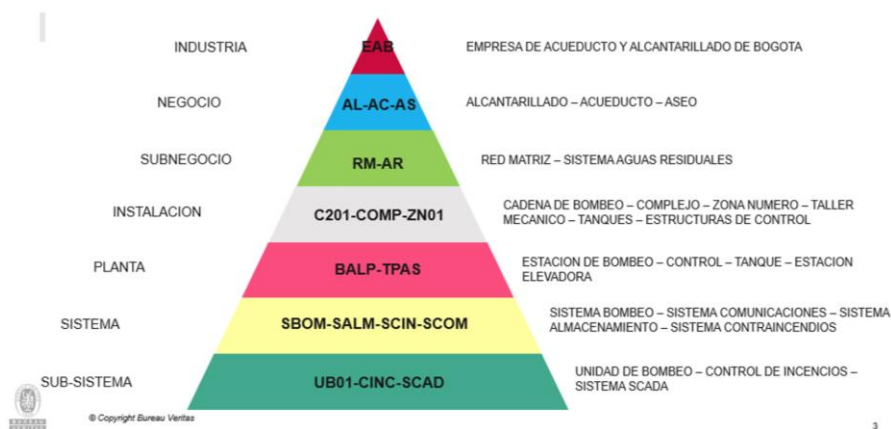 INDUSTRIA
EAB
EMPRESA DE ACUEDUCTO Y ALCANTARILLADO DE BOGOTA
NEGOCIO
AL-AC-AS
ALCANTARILLADO – ACUEDUCTO – ASEO
SUBNEGOCIO
RM-AR
RED MATRIZ – SISTEMA AGUAS RESIDUALES
INSTALACION
C201-COMP-ZN01
CADENA DE BOMBEO – COMPLEJO – ZONA NUMERO – TALLER
MECANICO – TANQUES – ESTRUCTURAS DE CONTROL
PLANTA
BALP-TPAS
ESTACION DE BOMBEO – CONTROL – TANQUE – ESTACION
ELEVADORA
SISTEMA
SBOM-SALM-SCIN-SCOM
SISTEMA BOMBEO – SISTEMA COMUNICACIONES – SISTEMA
ALMACENAMIENTO – SISTEMA CONTRAINCENDIOS
SUB-SISTEMA
UB01-CINC-SCAD
UNIDAD DE BOMBEO – CONTROL DE INCENCIOS –
SISTEMA SCADA
BUREAU
VERITAS
© Copyright Bureau Veritas
3